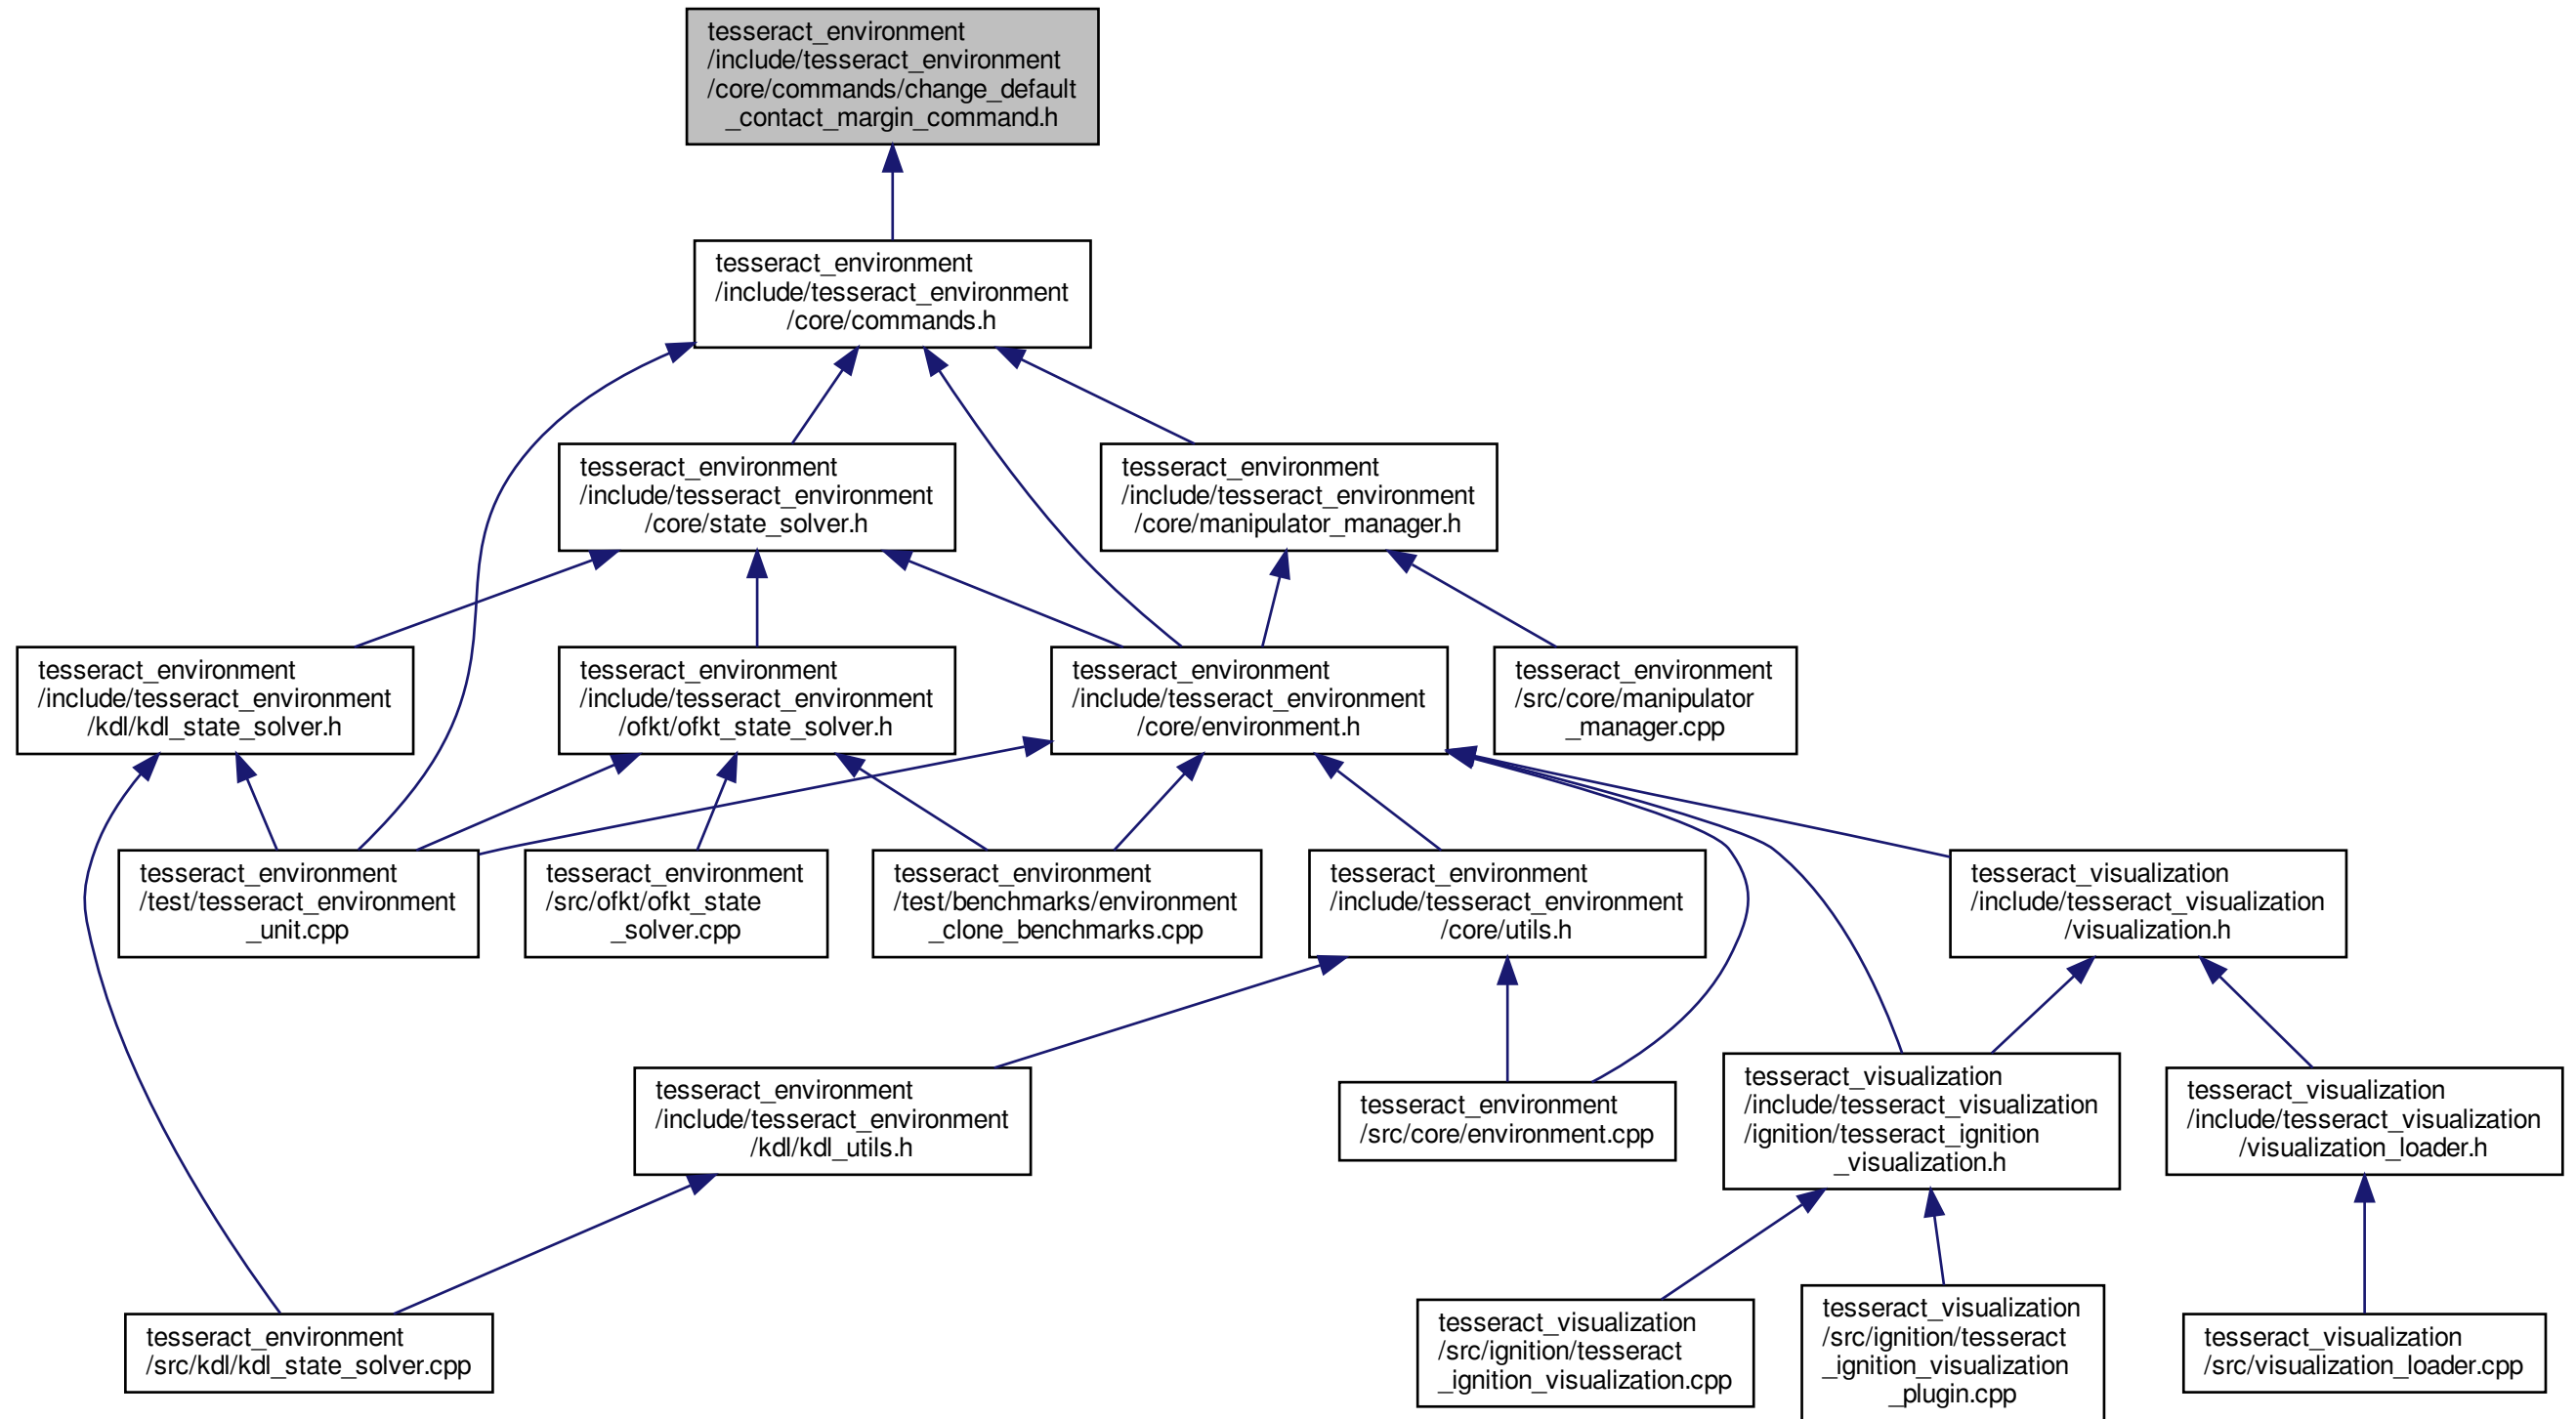 tesseract_environment
/include/tesseract_environment
/core/commands/change_default
_contact_margin_command.h
tesseract_environment
/include/tesseract_environment
/core/commands.h
tesseract_environment
/include/tesseract_environment
/core/state_solver.h
tesseract_environment
/include/tesseract_environment
/core/manipulator_manager.h
tesseract_environment
/include/tesseract_environment
/kdl/kdl_state_solver.h
tesseract_environment
/include/tesseract_environment
/ofkt/ofkt_state_solver.h
tesseract_environment
/include/tesseract_environment
/core/environment.h
tesseract_environment
/src/core/manipulator
_manager.cpp
tesseract_environment
/test/tesseract_environment
_unit.cpp
tesseract_environment
/src/ofkt/ofkt_state
_solver.cpp
tesseract_environment
/test/benchmarks/environment
_clone_benchmarks.cpp
tesseract_environment
/include/tesseract_environment
/core/utils.h
tesseract_visualization
/include/tesseract_visualization
/visualization.h
tesseract_environment
/include/tesseract_environment
/kdl/kdl_utils.h
tesseract_environment
/src/core/environment.cpp
tesseract_visualization
/include/tesseract_visualization
/ignition/tesseract_ignition
_visualization.h
tesseract_visualization
/include/tesseract_visualization
/visualization_loader.h
tesseract_environment
/src/kdl/kdl_state_solver.cpp
tesseract_visualization
/src/ignition/tesseract
_ignition_visualization.cpp
tesseract_visualization
/src/ignition/tesseract
_ignition_visualization
_plugin.cpp
tesseract_visualization
/src/visualization_loader.cpp